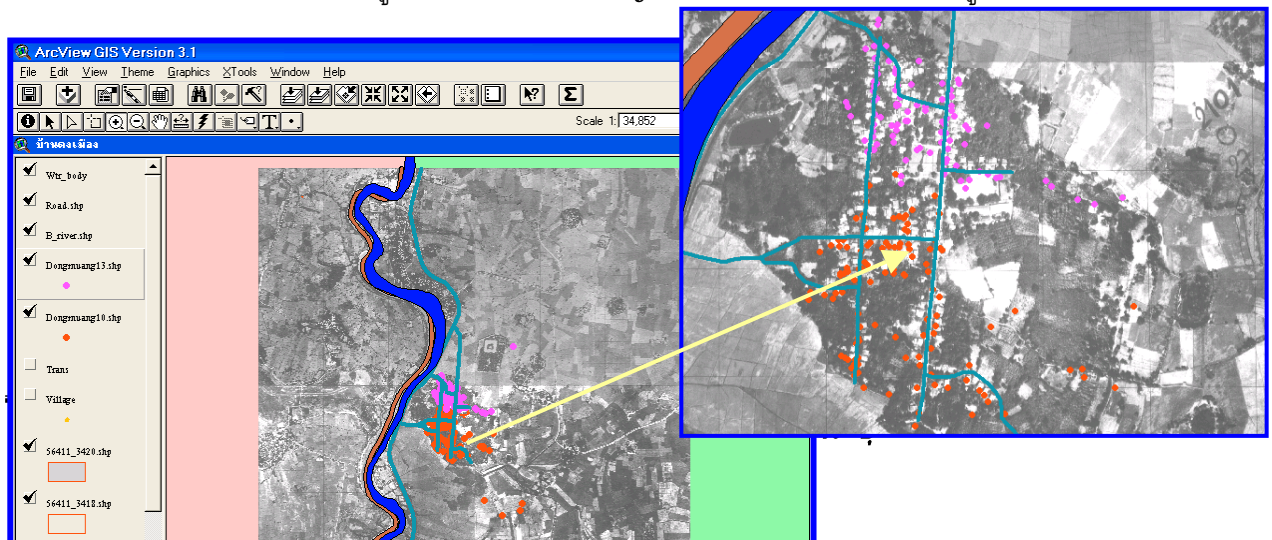 ArcView GIS Version 3.1
File Edit View Theme Graphics XTools Window Help
Scale 1: 34,852
บ้านดงเมือง
Wtr_body
Road.shp
B_river.shp
Dongmuang13.shp
Dongmuang10.shp
Trans
Village
56411_3420.shp
56411_3418.shp